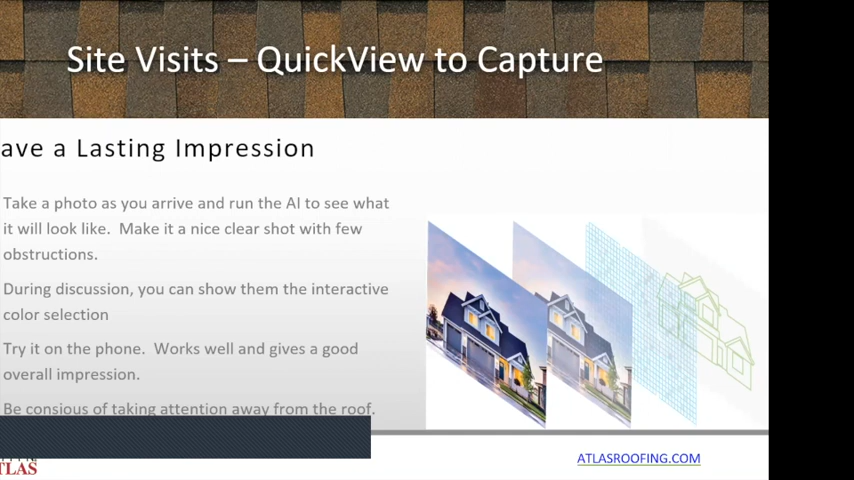 Site Visits – QuickView to Capture
ave a Lasting Impression
Take a photo as you arrive and run the AI to see what
it will look like.  Make it a nice clear shot with few
obstructions.
During discussion, you can show them the interactive
color selection
Try it on the phone.  Works well and gives a good
overall impression.
Be consious of taking attention away from the roof.
TLAS
ATLASROOFING.COM